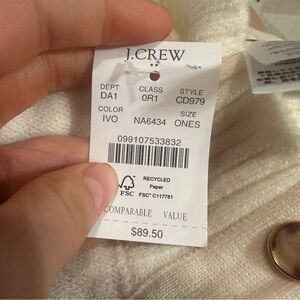 J.CREW
DEPT CLASS STYLE
DA1 0R1 CD979
COLOR SIZE
IVO NA6434 ONES
099107533832
RECYCLED
Paper
FSC
FSC® C117781
COMPARABLE VALUE
$89.50